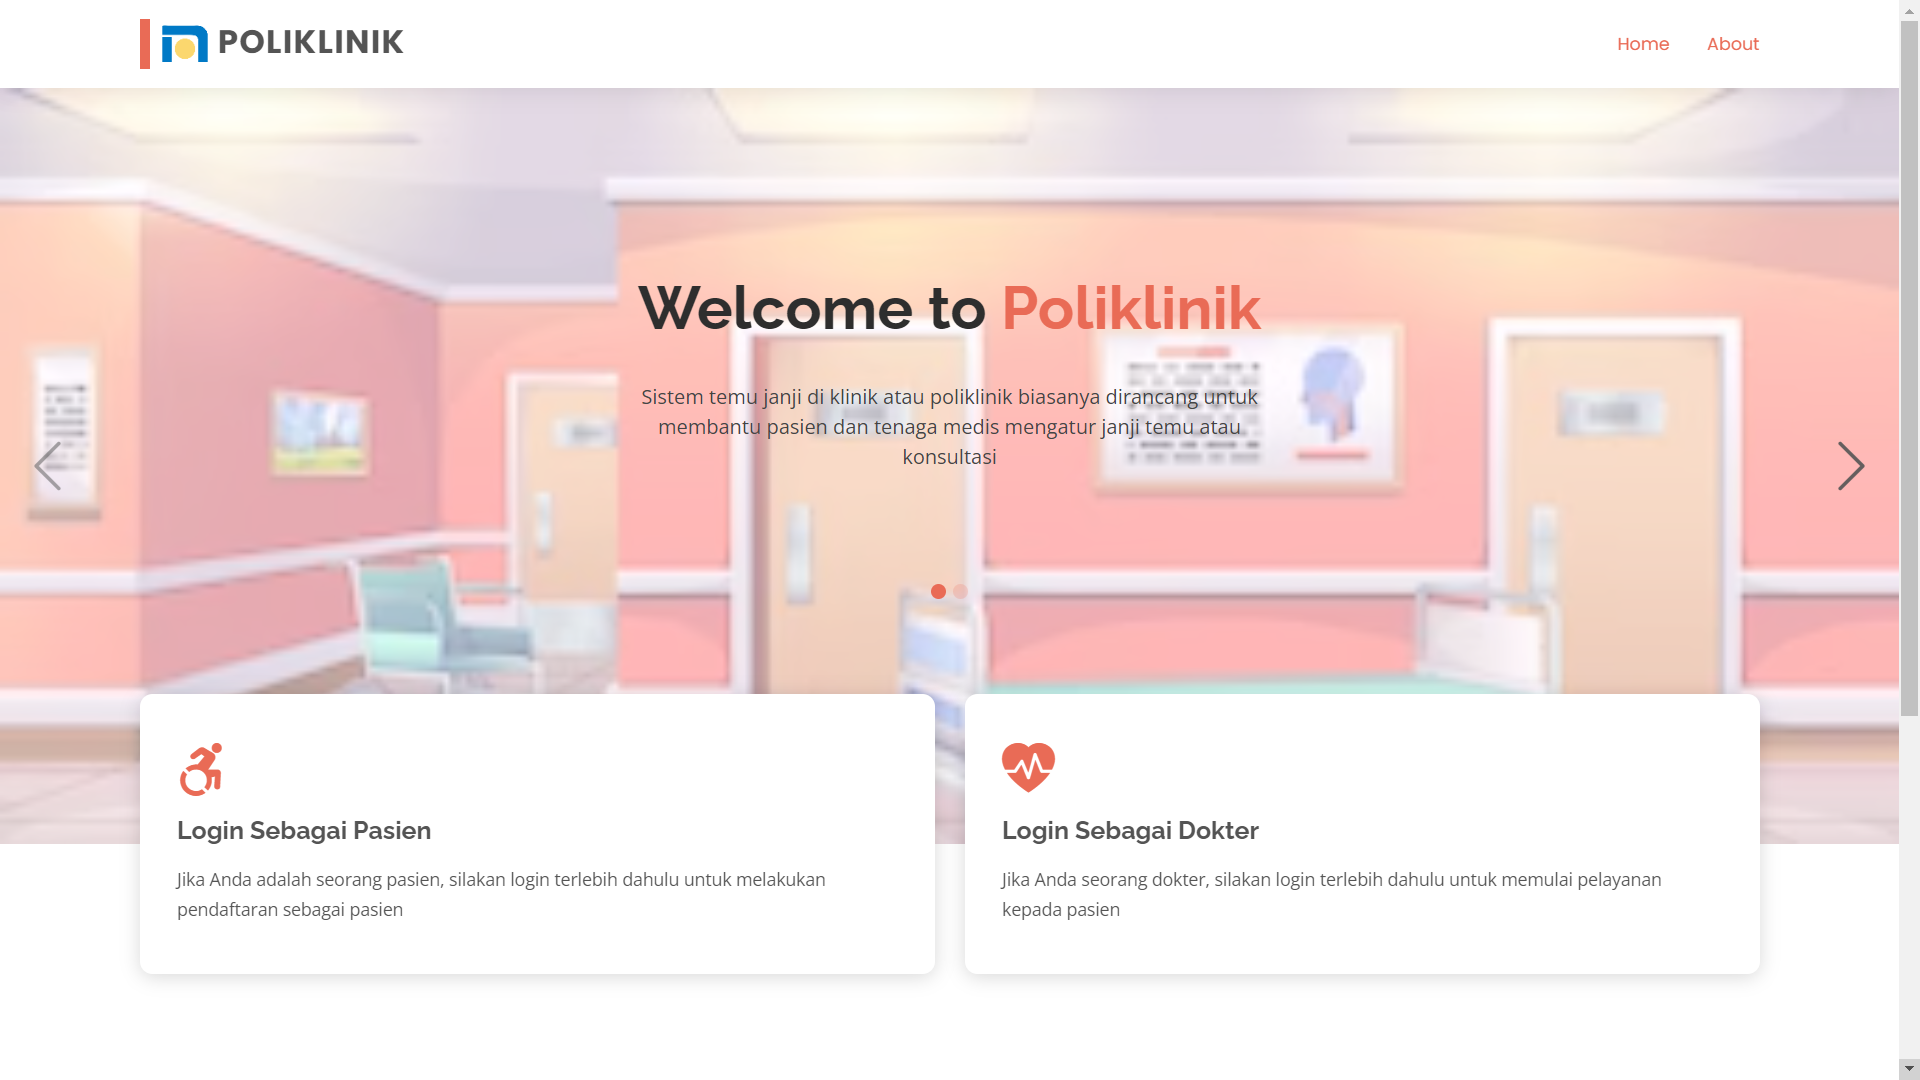 POLIKLINIK
Home
About
Welcome to Poliklinik
Sistem temu janji di klinik atau poliklinik biasanya dirancang untuk
membantu pasien dan tenaga medis mengatur janji temu atau
konsultasi
Login Sebagai Pasien
Jika Anda adalah seorang pasien, silakan login terlebih dahulu untuk melakukan
pendaftaran sebagai pasien
Login Sebagai Dokter
Jika Anda seorang dokter, silakan login terlebih dahulu untuk memulai pelayanan
kepada pasien